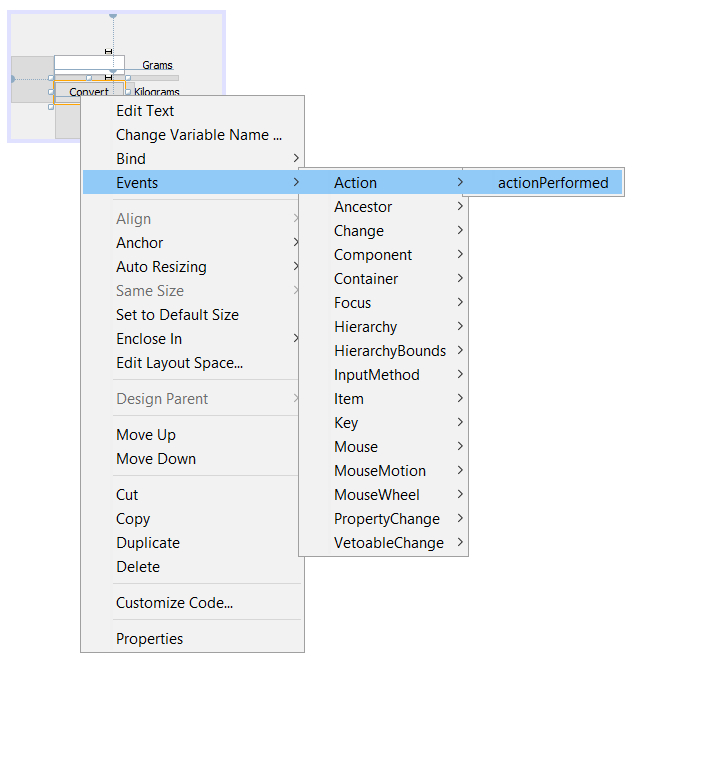 Grams
Convert
Kilograms
Edit Text
Change Variable Name ...
Bind
Events
Align
Anchor
Auto Resizing
Same Size
Set to Default Size
Enclose In
Edit Layout Space...
Design Parent
Move Up
Move Down
Cut
Copy
Duplicate
Delete
Customize Code...
Properties
Action
Ancestor
Change
Component
Container
Focus
Hierarchy
HierarchyBounds
InputMethod
Item
Key
Mouse
MouseMotion
MouseWheel
PropertyChange
VetoableChange
actionPerformed